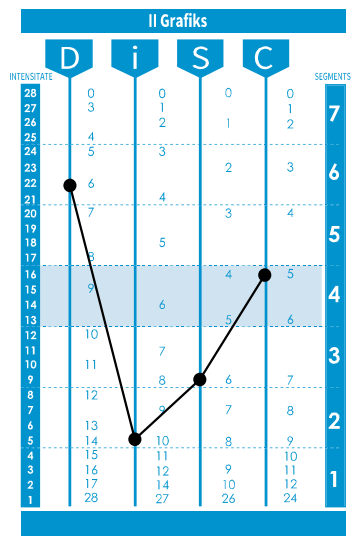 II Grafiks
D i S C
INTENSITATE SEGMENTS
28 0 0 0 0
27 3 1 1 7
26 2 1 2
25 4
24 5 3
23 2 3 6
22 6
21 4
20 7 3 4
19 5
18 5
17 8
16 4 5
15 9
14 6 4
13 5 6
12 10
11 7 3
10 11
9 8 6 7
8 12
7 9 7 8 2
6 13
5 14 10 8 9
4 15 11 10
3 16 12 9 11 1
2 17 14 10 12
1 28 27 26 24